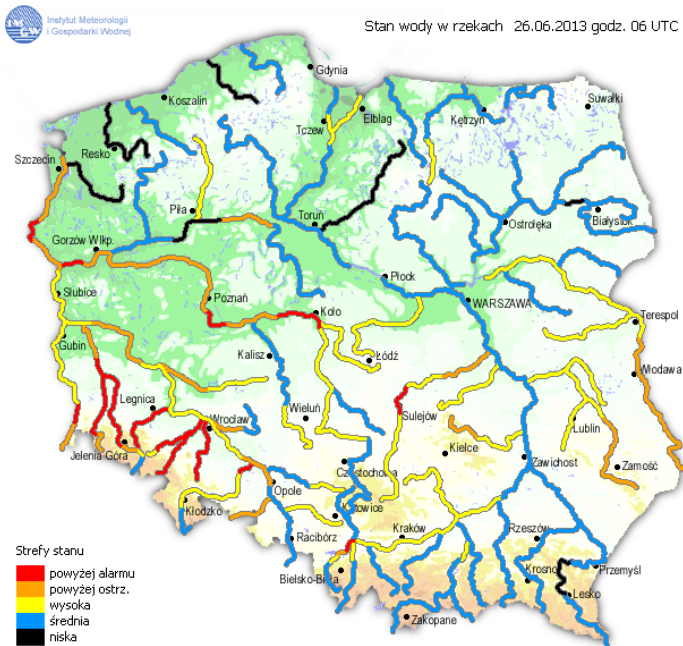 IMGW
Instytut Meteorologii
i Gospodarki Wodnej
Stan wody w rzekach 26.06.2013 godz. 06 UTC
Gdynia
Koszalin
Suwałki
Elbląg
Kętrzyn
Tczew
Resko
Szczecin
Piła
Białystok
Toruń
Ostrołęka
Gorzów Wlkp.
Płock
Słubice
Poznań
WARSZAWA
Koło
Terespol
Gubin
Kalisz
Łódź
Włodawa
Legnica
Wieluń
Sulejów
Wrocław
Lublin
Jelenia Góra
Kielce
Częstochowa
Zawichost
Zamość
Opole
Kłodzko
Katowice
Racibórz
Kraków
Rzeszów
Bielsko-Biała
Krosno
Przemyśl
Lesko
Zakopane
Strefy stanu
powyżej alarmu
powyżej ostrz.
wysoka
średnia
niska